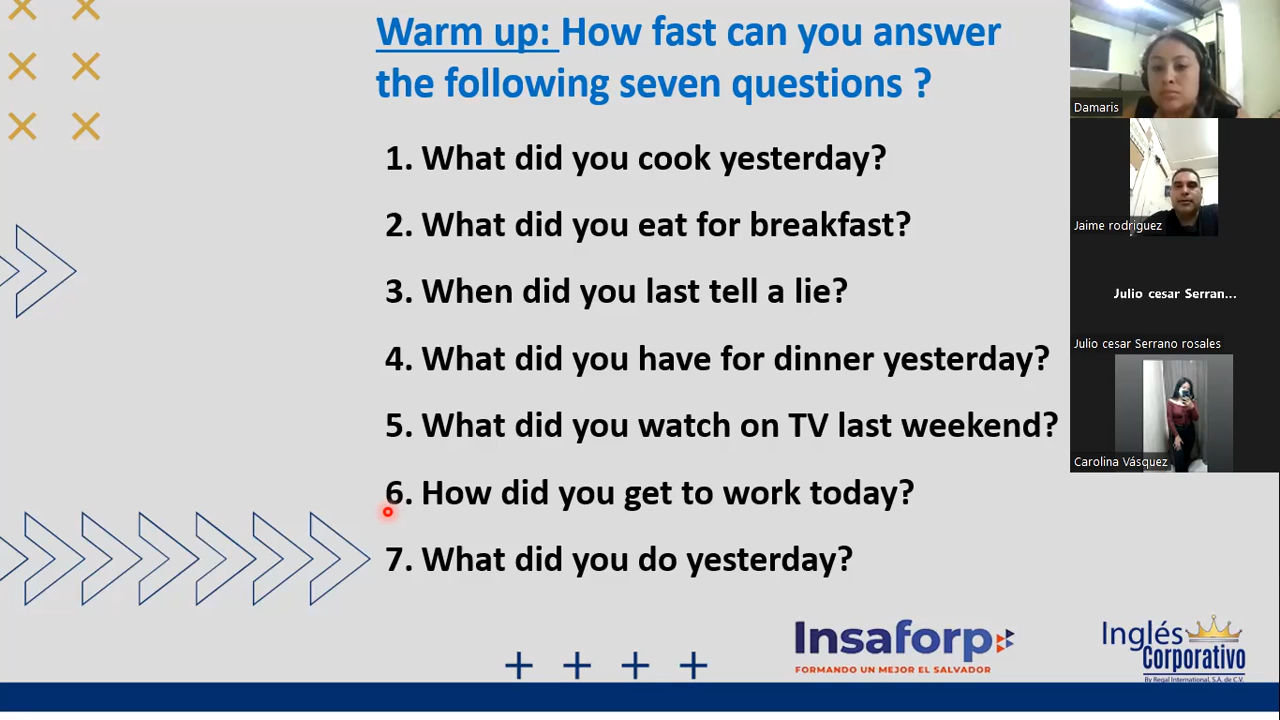 Warm up: How fast can you answer
the following seven questions ?
1. What did you cook yesterday?
2. What did you eat for breakfast?
3. When did you last tell a lie?
4. What did you have for dinner yesterday?
5. What did you watch on TV last weekend?
6. How did you get to work today?
7. What did you do yesterday?
Damaris
Jaime rodriguez
Julio cesar Serran...
Julio cesar Serrano rosales
Carolina Vásquez
Insaforp
FORMANDO UN MEJOR EL SALVADOR
Inglés
Corporativo
By Regal International, S.A. de C.V.